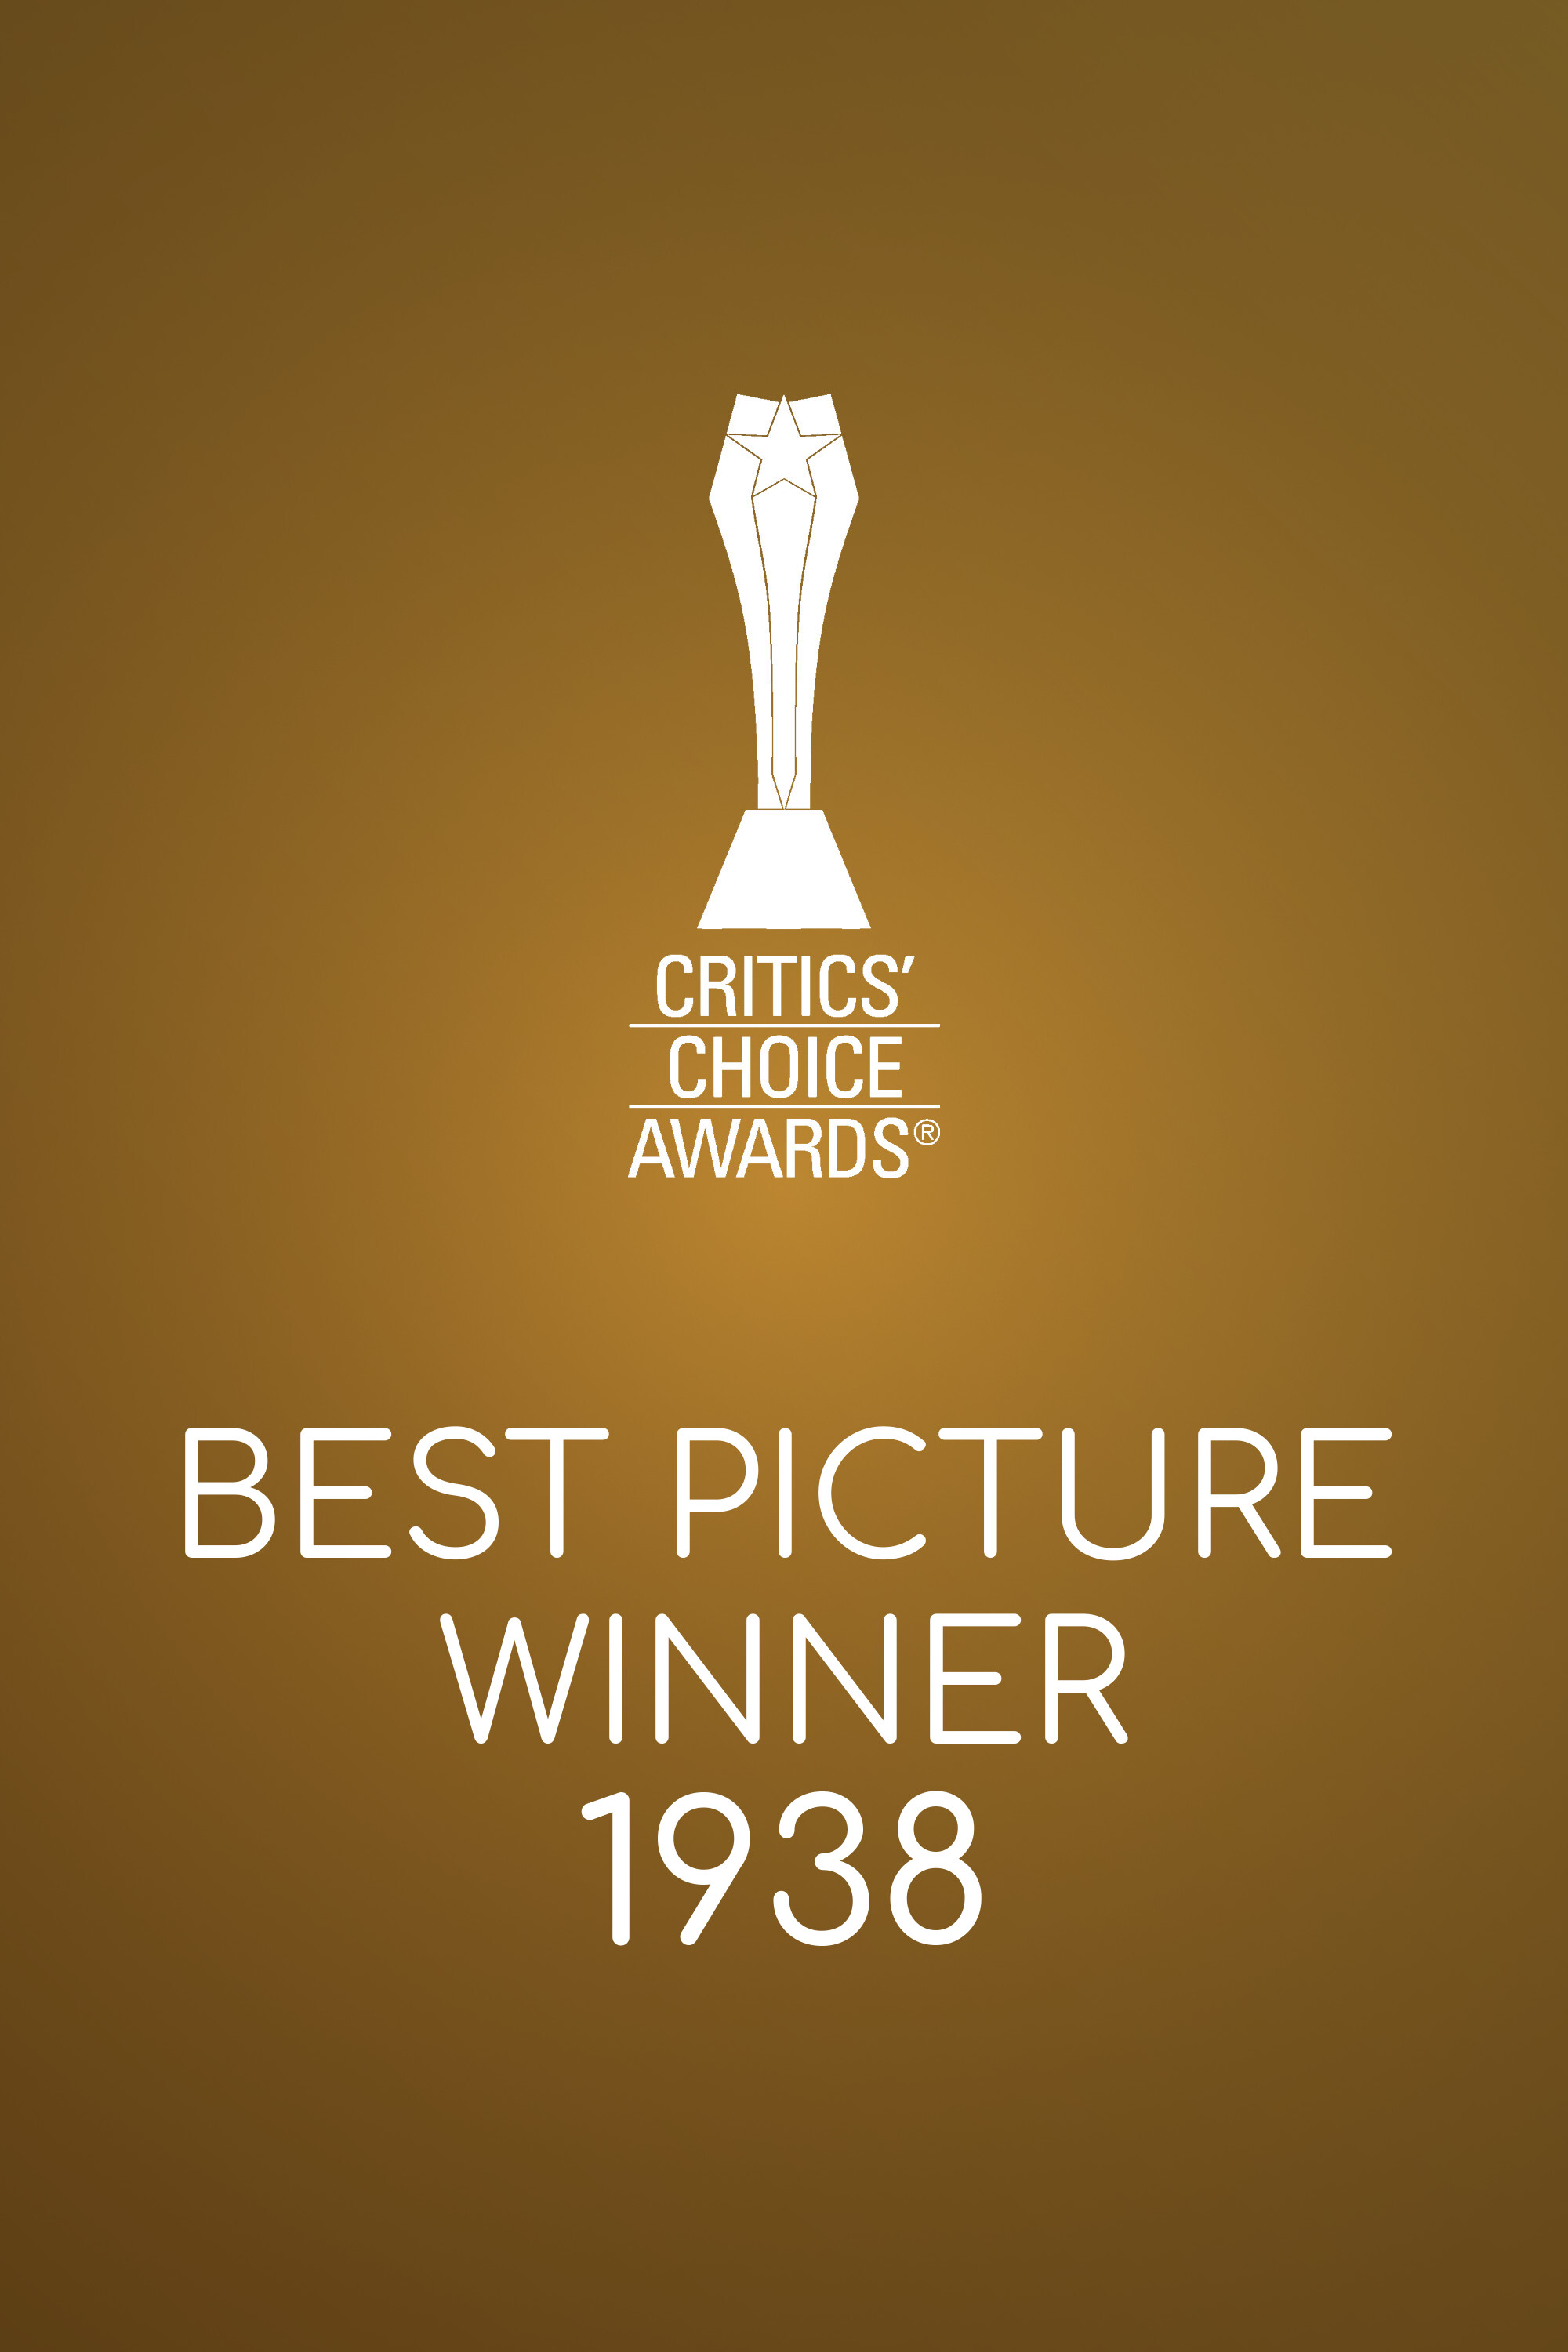 CRITICS'
CHOICE
AWARDS®
BEST PICTURE
WINNER
1938